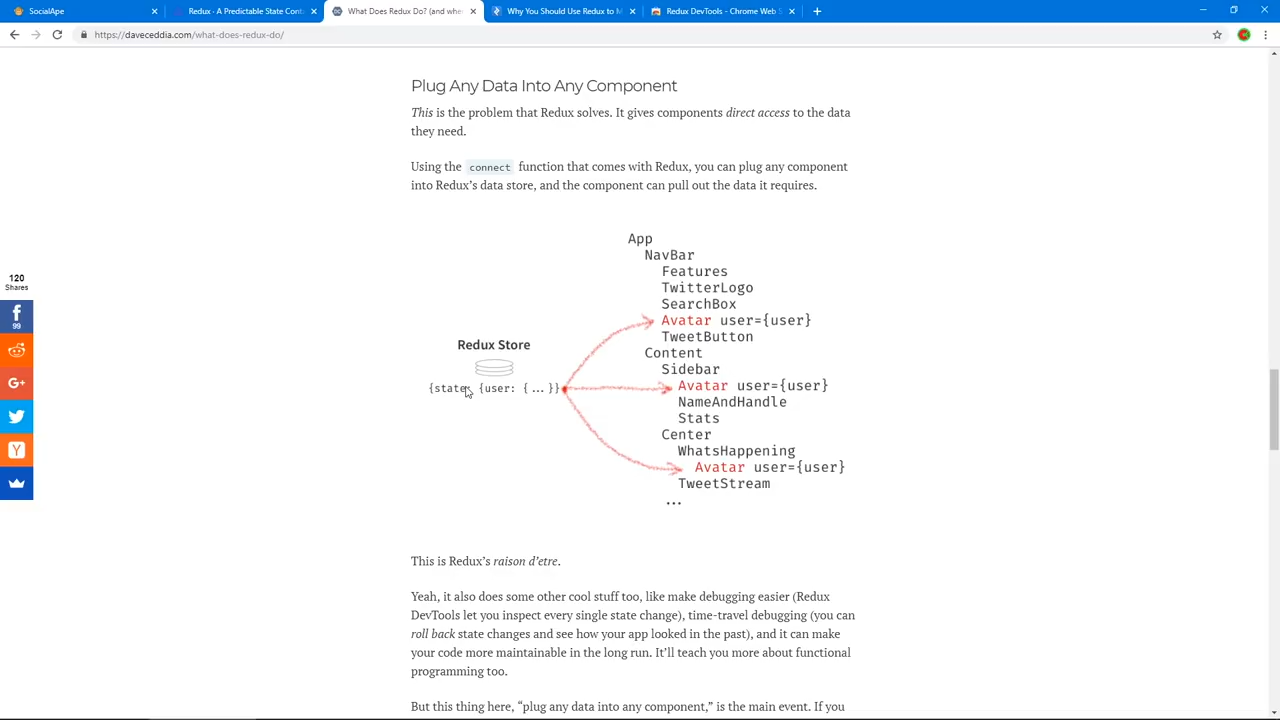 SocialApe
Redux · A Predictable State Conta
What Does Redux Do? (and when
Why You Should Use Redux to M
Redux DevTools - Chrome Web S
https://daveceddia.com/what-does-redux-do/
Plug Any Data Into Any Component
This is the problem that Redux solves. It gives components direct access to the data
they need.
Using the connect function that comes with Redux, you can plug any component
into Redux’s data store, and the component can pull out the data it requires.
App
NavBar
Features
TwitterLogo
SearchBox
Avatar user={user}
TweetButton
Content
Sidebar
Avatar user={user}
NameAndHandle
Stats
Center
WhatsHappening
Avatar user={user}
TweetStream
...
Redux Store
{state: {user: {...}}
120
Shares
99
This is Redux’s raison d’etre.
Yeah, it also does some other cool stuff too, like make debugging easier (Redux
DevTools let you inspect every single state change), time-travel debugging (you can
roll back state changes and see how your app looked in the past), and it can make
your code more maintainable in the long run. It’ll teach you more about functional
programming too.
But this thing here, “plug any data into any component,” is the main event. If you